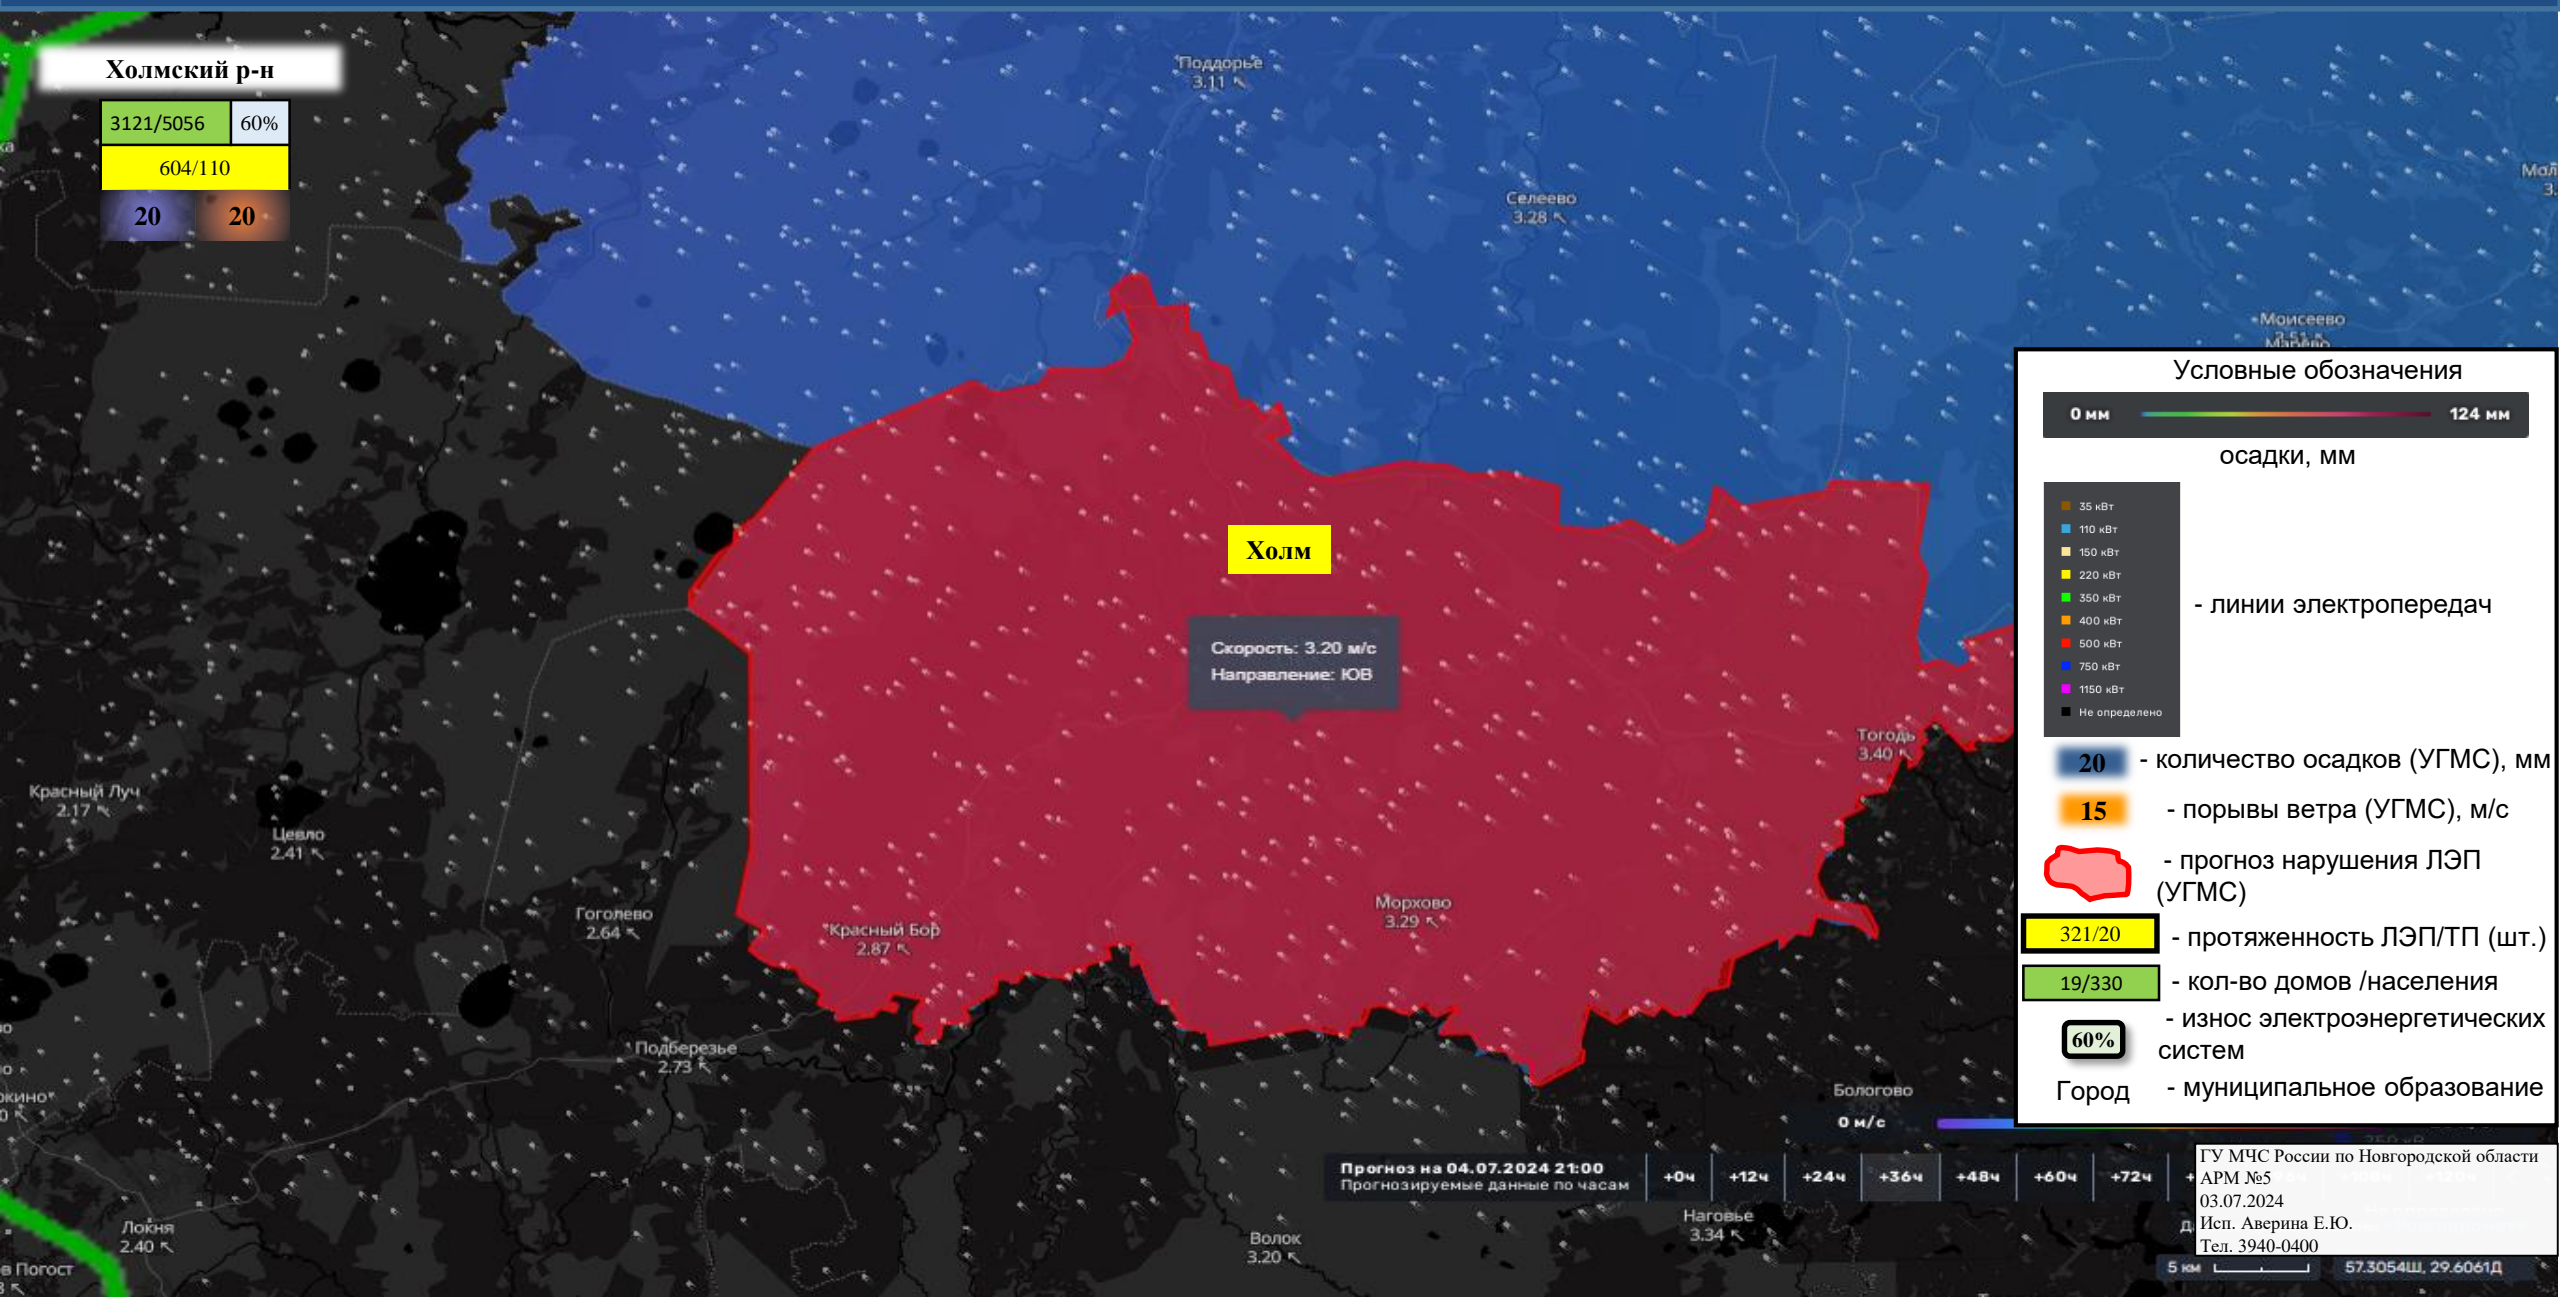 Холмский р-н
3121/5056 60%
604/110
20 20
Поддорье
3.11
Селеево
3.28
Моисеево
Холм
Скорость: 3.20 м/с
Направление: ЮВ
Тогодь
3.40
Красный Луч
2.17
Цевло
2.41
Гоголево
2.64
Красный Бор
2.87
Морхово
3.29
Подберезье
2.73
Бологово
0 м/с
Локня
2.40
Волок
3.20
Наговье
3.34
в Погост
Прогноз на 04.07.2024 21:00
Прогнозируемые данные по часам
+0ч +12ч +24ч +36ч +48ч +60ч +72ч
Условные обозначения
0 мм 124 мм
осадки, мм
35 кВт
110 кВт
150 кВт
220 кВт
350 кВт
400 кВт
500 кВт
750 кВт
1150 кВт
Не определено
- линии электропередач
20 - количество осадков (УГМС), мм
15 - порывы ветра (УГМС), м/с
- прогноз нарушения ЛЭП
(УГМС)
321/20 - протяженность ЛЭП/ТП (шт.)
19/330 - кол-во домов /населения
60% - износ электроэнергетических
систем
Город - муниципальное образование
ГУ МЧС России по Новгородской области
АРМ №5
03.07.2024
Исп. Аверина Е.Ю.
Тел. 3940-0400
5 км 57.3054Ш, 29.6061Д